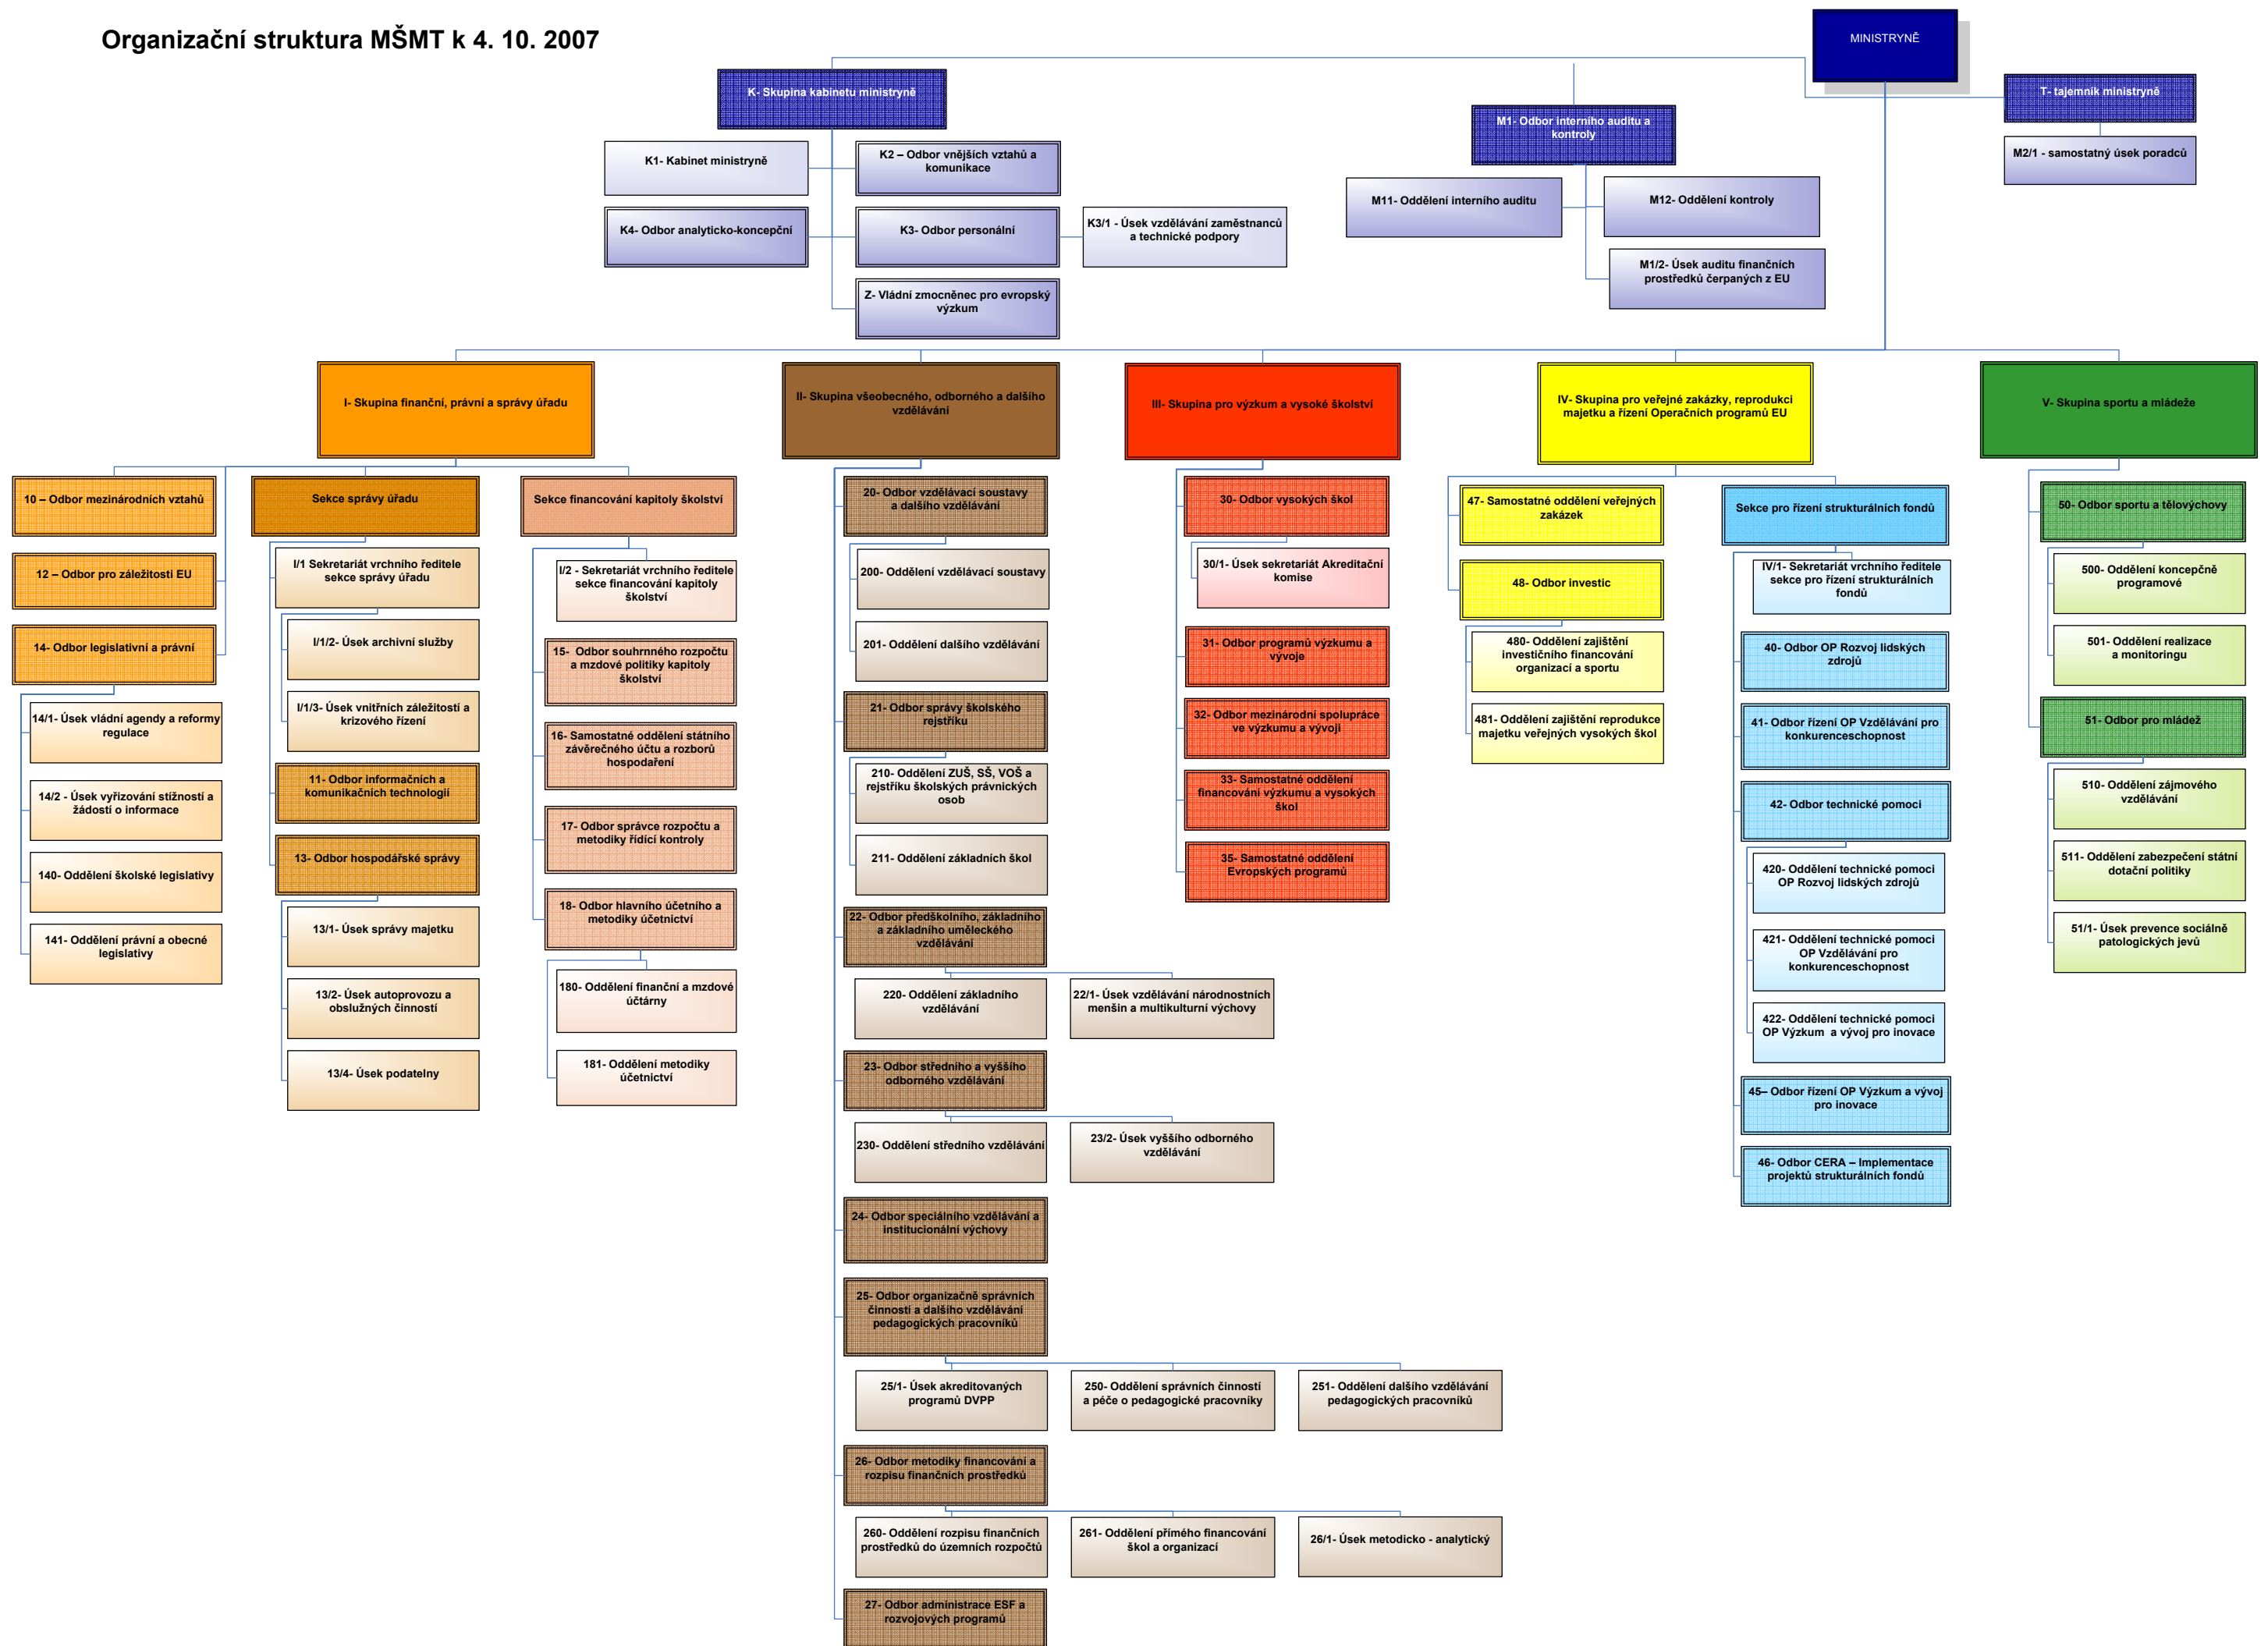 Organizační struktura MŠMT k 4. 10. 2007
MINISTRYNĚ
K- Skupina kabinetu ministryně
T- tajemník ministryně
M1- Odbor interního auditu a
kontroly
K1- Kabinet ministryně
K2 – Odbor vnějších vztahů a
komunikace
M2/1 - samostatný úsek poradců
M11- Oddělení interního auditu
M12- Oddělení kontroly
K4- Odbor analyticko-koncepční
K3- Odbor personální
K3/1 - Úsek vzdělávání zaměstnanců
a technické podpory
M1/2- Úsek auditu finančních
prostředků čerpaných z EU
Z- Vládní zmocněnec pro evropský
výzkum
I- Skupina finanční, právní a správy úřadu
II- Skupina všeobecného, odborného a dalšího
vzdělávání
III- Skupina pro výzkum a vysoké školství
IV- Skupina pro veřejné zakázky, reprodukci
majetku a řízení Operačních programů EU
V- Skupina sportu a mládeže
10 – Odbor mezinárodních vztahů
12 – Odbor pro záležitosti EU
14- Odbor legislativní a právní
14/1- Úsek vládní agendy a reformy
regulace
14/2 - Úsek vyřizování stížností a
žádostí o informace
140- Oddělení školské legislativy
141- Oddělení právní a obecné
legislativy
Sekce správy úřadu
I/1 Sekretariát vrchního ředitele
sekce správy úřadu
I/1/2- Úsek archivní služby
I/1/3- Úsek vnitřních záležitostí a
krizového řízení
11- Odbor informačních a
komunikačních technologií
13- Odbor hospodářské správy
13/1- Úsek správy majetku
13/2- Úsek autoprovozu a
obslužných činností
13/4- Úsek podatelny
Sekce financování kapitoly školství
I/2 - Sekretariát vrchního ředitele
sekce financování kapitoly
školství
15- Odbor souhrnného rozpočtu
a mzdové politiky kapitoly
školství
16- Samostatné oddělení státního
závěrečného účtu a rozborů
hospodaření
17- Odbor správce rozpočtu a
metodiky řídící kontroly
18- Odbor hlavního účetního a
metodiky účetnictví
180- Oddělení finanční a mzdové
účtárny
181- Oddělení metodiky
účetnictví
20- Odbor vzdělávací soustavy
a dalšího vzdělávání
200- Oddělení vzdělávací soustavy
201- Oddělení dalšího vzdělávání
21- Odbor správy školského
rejstříku
210- Oddělení ZUŠ, SŠ, VOŠ a
rejstříku školských právnických
osob
211- Oddělení základních škol
22- Odbor předškolního, základního
a základního uměleckého
vzdělávání
220- Oddělení základního
vzdělávání
22/1- Úsek vzdělávání národnostních
menšin a multikulturní výchovy
23- Odbor středního a vyššího
odborného vzdělávání
230- Oddělení středního vzdělávání
23/2- Úsek vyššího odborného
vzdělávání
24- Odbor speciálního vzdělávání a
institucionální výchovy
25- Odbor organizačně správních
činností a dalšího vzdělávání
pedagogických pracovníků
25/1- Úsek akreditovaných
programů DVPP
250- Oddělení správních činností
a péče o pedagogické pracovníky
251- Oddělení dalšího vzdělávání
pedagogických pracovníků
26- Odbor metodiky financování a
rozpisu finančních prostředků
260- Oddělení rozpisu finančních
prostředků do územních rozpočtů
261- Oddělení přímého financování
škol a organizací
26/1- Úsek metodicko - analytický
27- Odbor administrace ESF a
rozvojových programů
30- Odbor vysokých škol
30/1- Úsek sekretariát Akreditační
komise
31- Odbor programů výzkumu a
vývoje
32- Odbor mezinárodní spolupráce
ve výzkumu a vývoji
33- Samostatné oddělení
financování výzkumu a vysokých
škol
35- Samostatné oddělení
Evropských programů
47- Samostatné oddělení veřejných
zakázek
48- Odbor investic
480- Oddělení zajištění
investičního financování
organizací a sportu
481- Oddělení zajištění reprodukce
majetku veřejných vysokých škol
Sekce pro řízení strukturálních fondů
IV/1- Sekretariát vrchního ředitele
sekce pro řízení strukturálních
fondů
40- Odbor OP Rozvoj lidských
zdrojů
41- Odbor řízení OP Vzdělávání pro
konkurenceschopnost
42- Odbor technické pomoci
420- Oddělení technické pomoci
OP Rozvoj lidských zdrojů
421- Oddělení technické pomoci
OP Vzdělávání pro
konkurenceschopnost
422- Oddělení technické pomoci
OP Výzkum a vývoj pro inovace
45– Odbor řízení OP Výzkum a vývoj
pro inovace
46- Odbor CERA – Implementace
projektů strukturálních fondů
50- Odbor sportu a tělovýchovy
500- Oddělení koncepčně
programové
501- Oddělení realizace
a monitoringu
51- Odbor pro mládež
510- Oddělení zájmového
vzdělávání
511- Oddělení zabezpečení státní
dotační politiky
51/1- Úsek prevence sociálně
patologických jevů